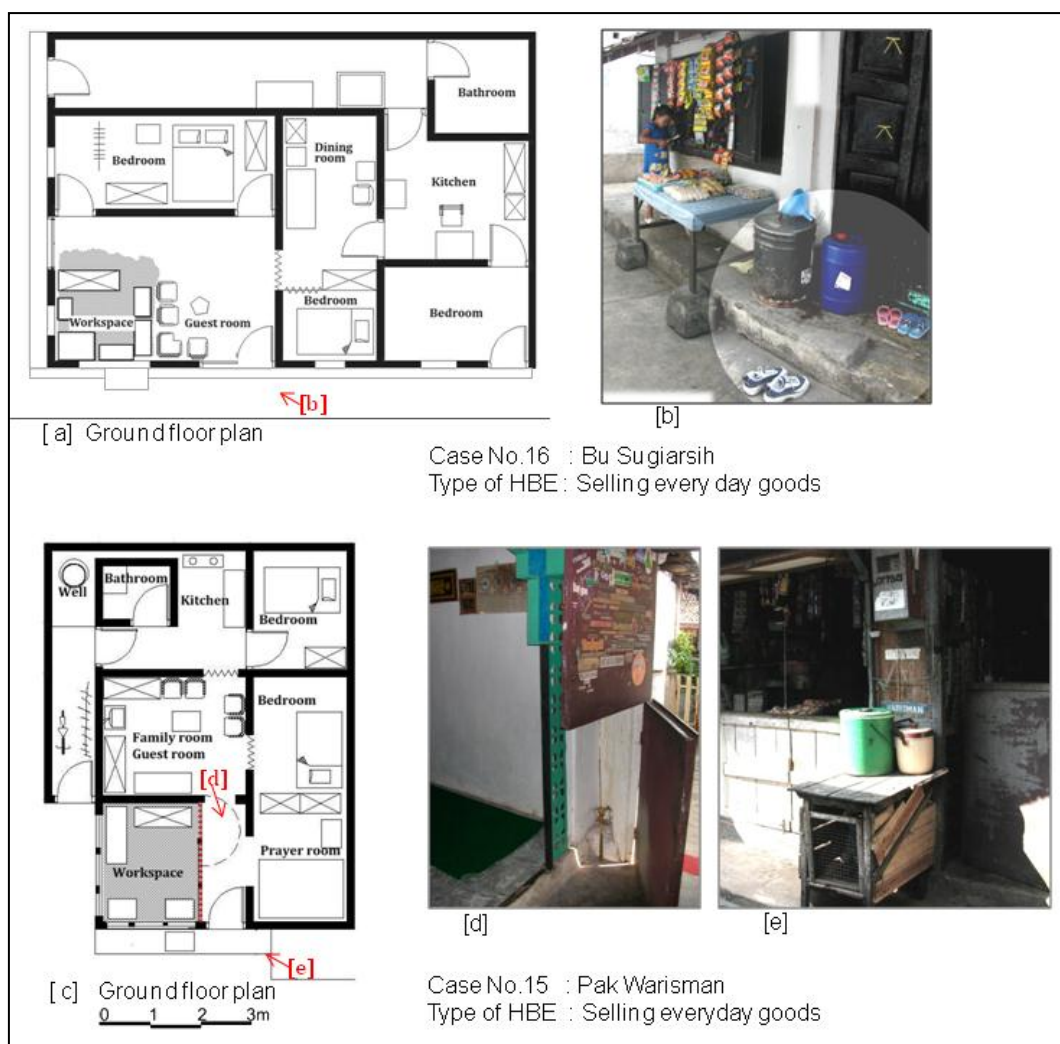 Bathroom
Bedroom
Dining
room
Kitchen
Bedroom
Bedroom
Workspace
Guest room
[b]
[a] Ground floor plan
[b]
Case No.16 : Bu Sugiarsih
Type of HBE : Selling every day goods
Well
Bathroom
Kitchen
Bedroom
Bedroom
Family room
Guest room
[d]
Workspace
Prayer room
[e]
[c] Ground floor plan
0 1 2 3m
[d]
[e]
Case No.15 : Pak Warisman
Type of HBE : Selling everyday goods